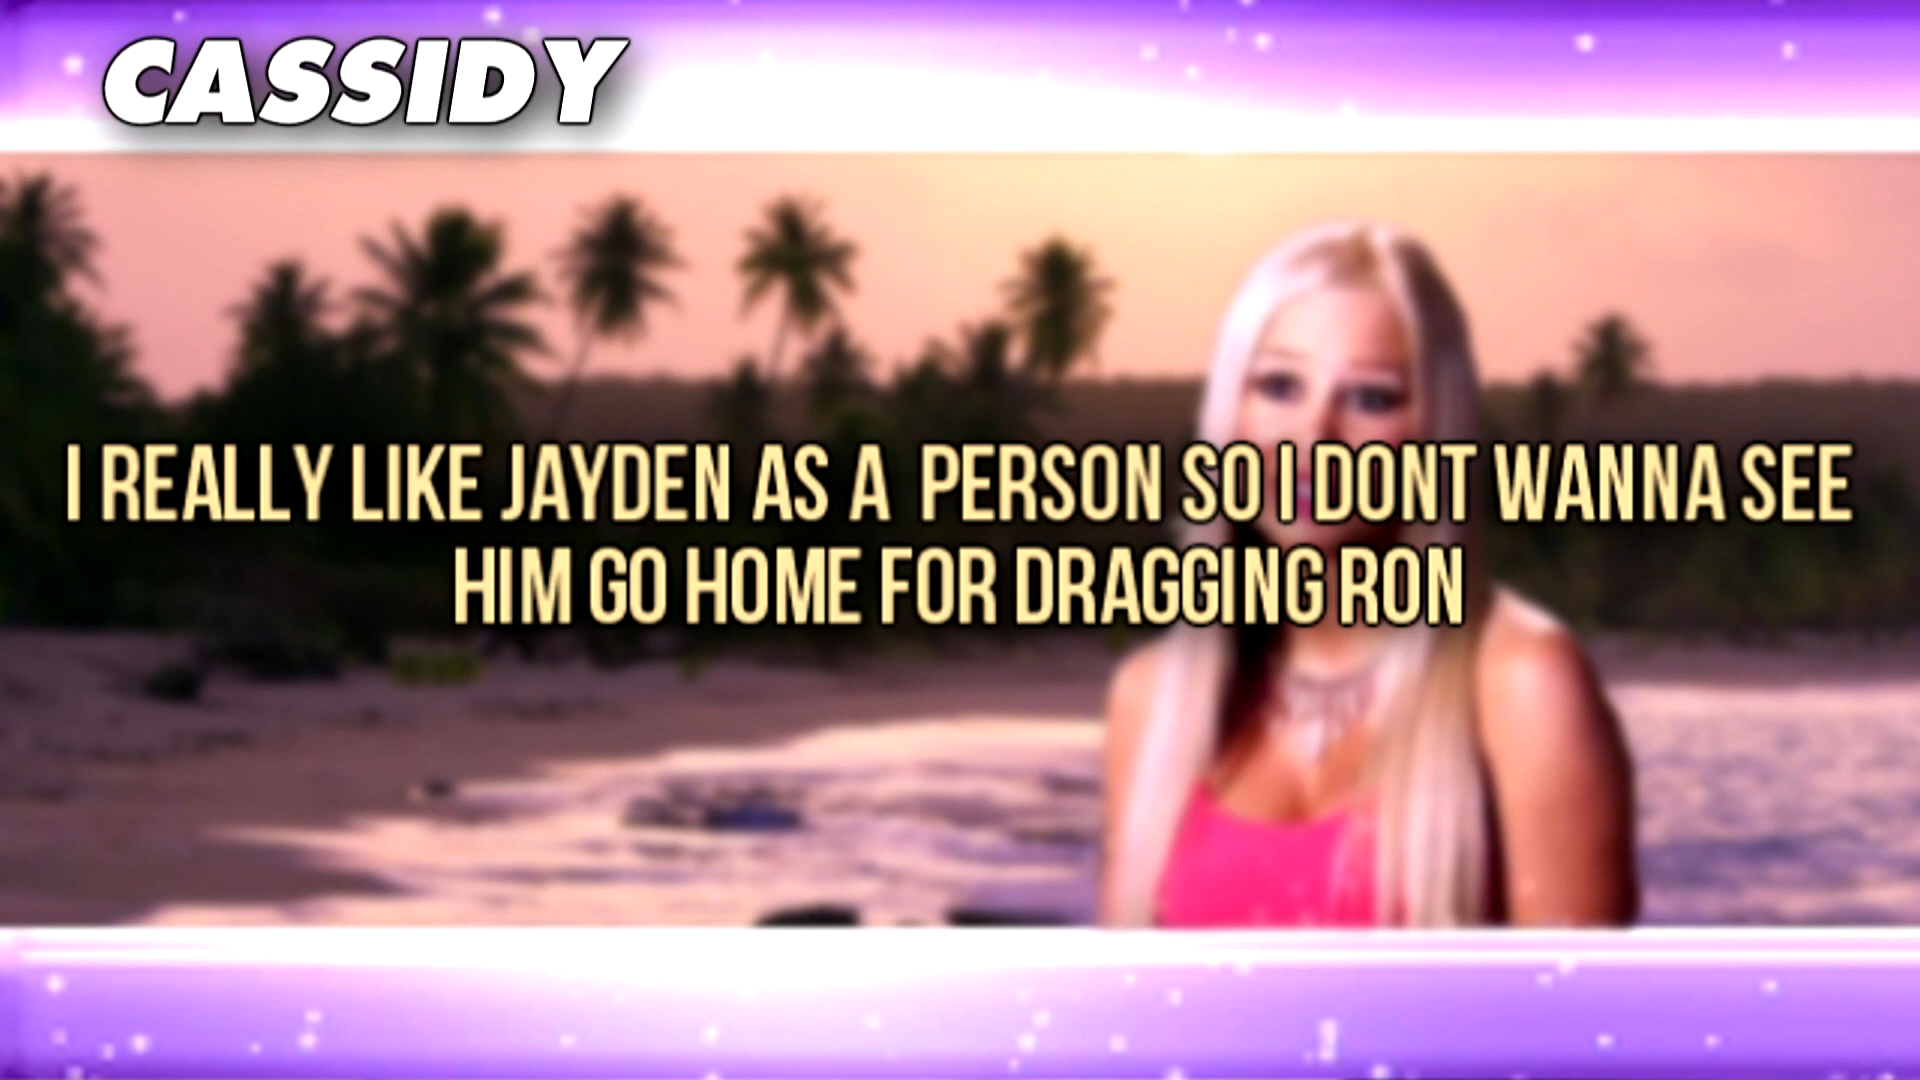 CASSIDY
I REALLY LIKE JAYDEN AS A PERSON SO I DONT WANNA SEE
HIM GO HOME FOR DRAGGING RON